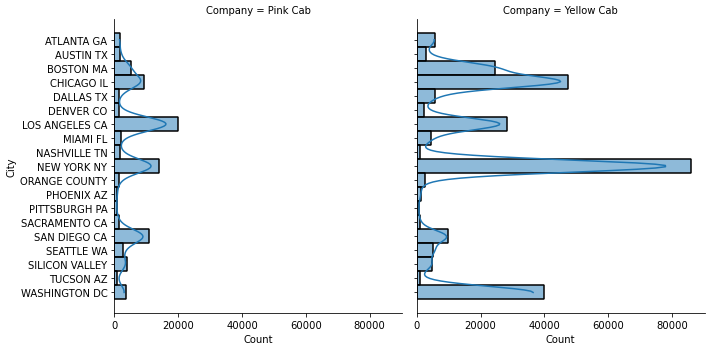 Company = Pink Cab
Company = Yellow Cab
City
ATLANTA GA
AUSTIN TX
BOSTON MA
CHICAGO IL
DALLAS TX
DENVER CO
LOS ANGELES CA
MIAMI FL
NASHVILLE TN
NEW YORK NY
ORANGE COUNTY
PHOENIX AZ
PITTSBURGH PA
SACRAMENTO CA
SAN DIEGO CA
SEATTLE WA
SILICON VALLEY
TUCSON AZ
WASHINGTON DC
0 20000 40000 60000 80000
0 20000 40000 60000 80000
Count
Count